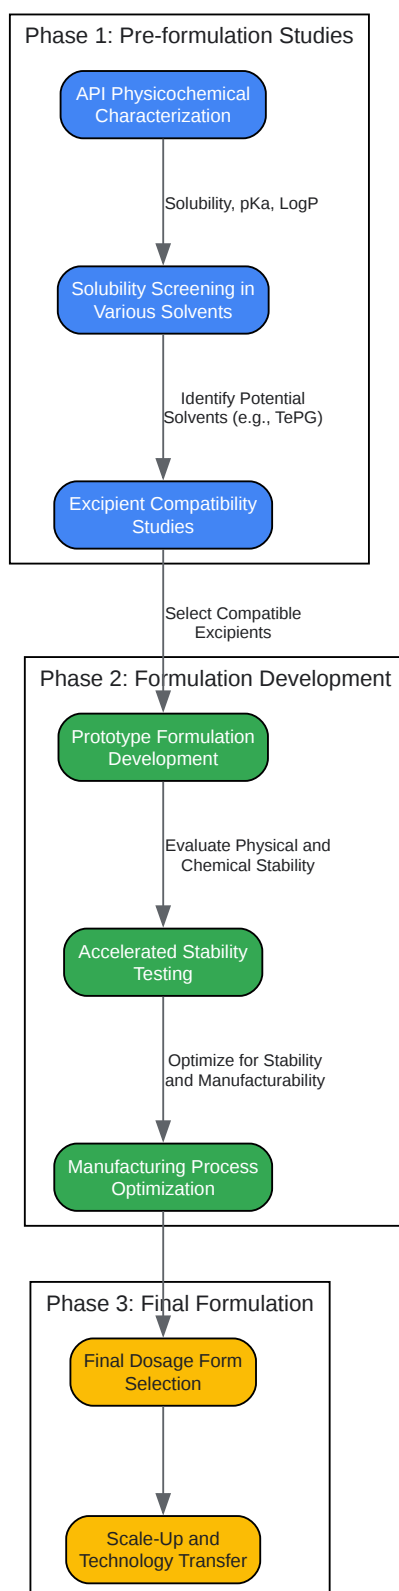 Phase 1: Pre-formulation Studies
API Physicochemical
Characterization
Solubility, pKa, LogP
Solubility Screening in
Various Solvents
Identify Potential
Solvents (e.g., TePG)
Excipient Compatibility
Studies
Select Compatible
Excipients
Phase 2: Formulation Development
Prototype Formulation
Development
Evaluate Physical and
Chemical Stability
Accelerated Stability
Testing
Optimize for Stability
and Manufacturability
Manufacturing Process
Optimization
Phase 3: Final Formulation
Final Dosage Form
Selection
Scale-Up and
Technology Transfer